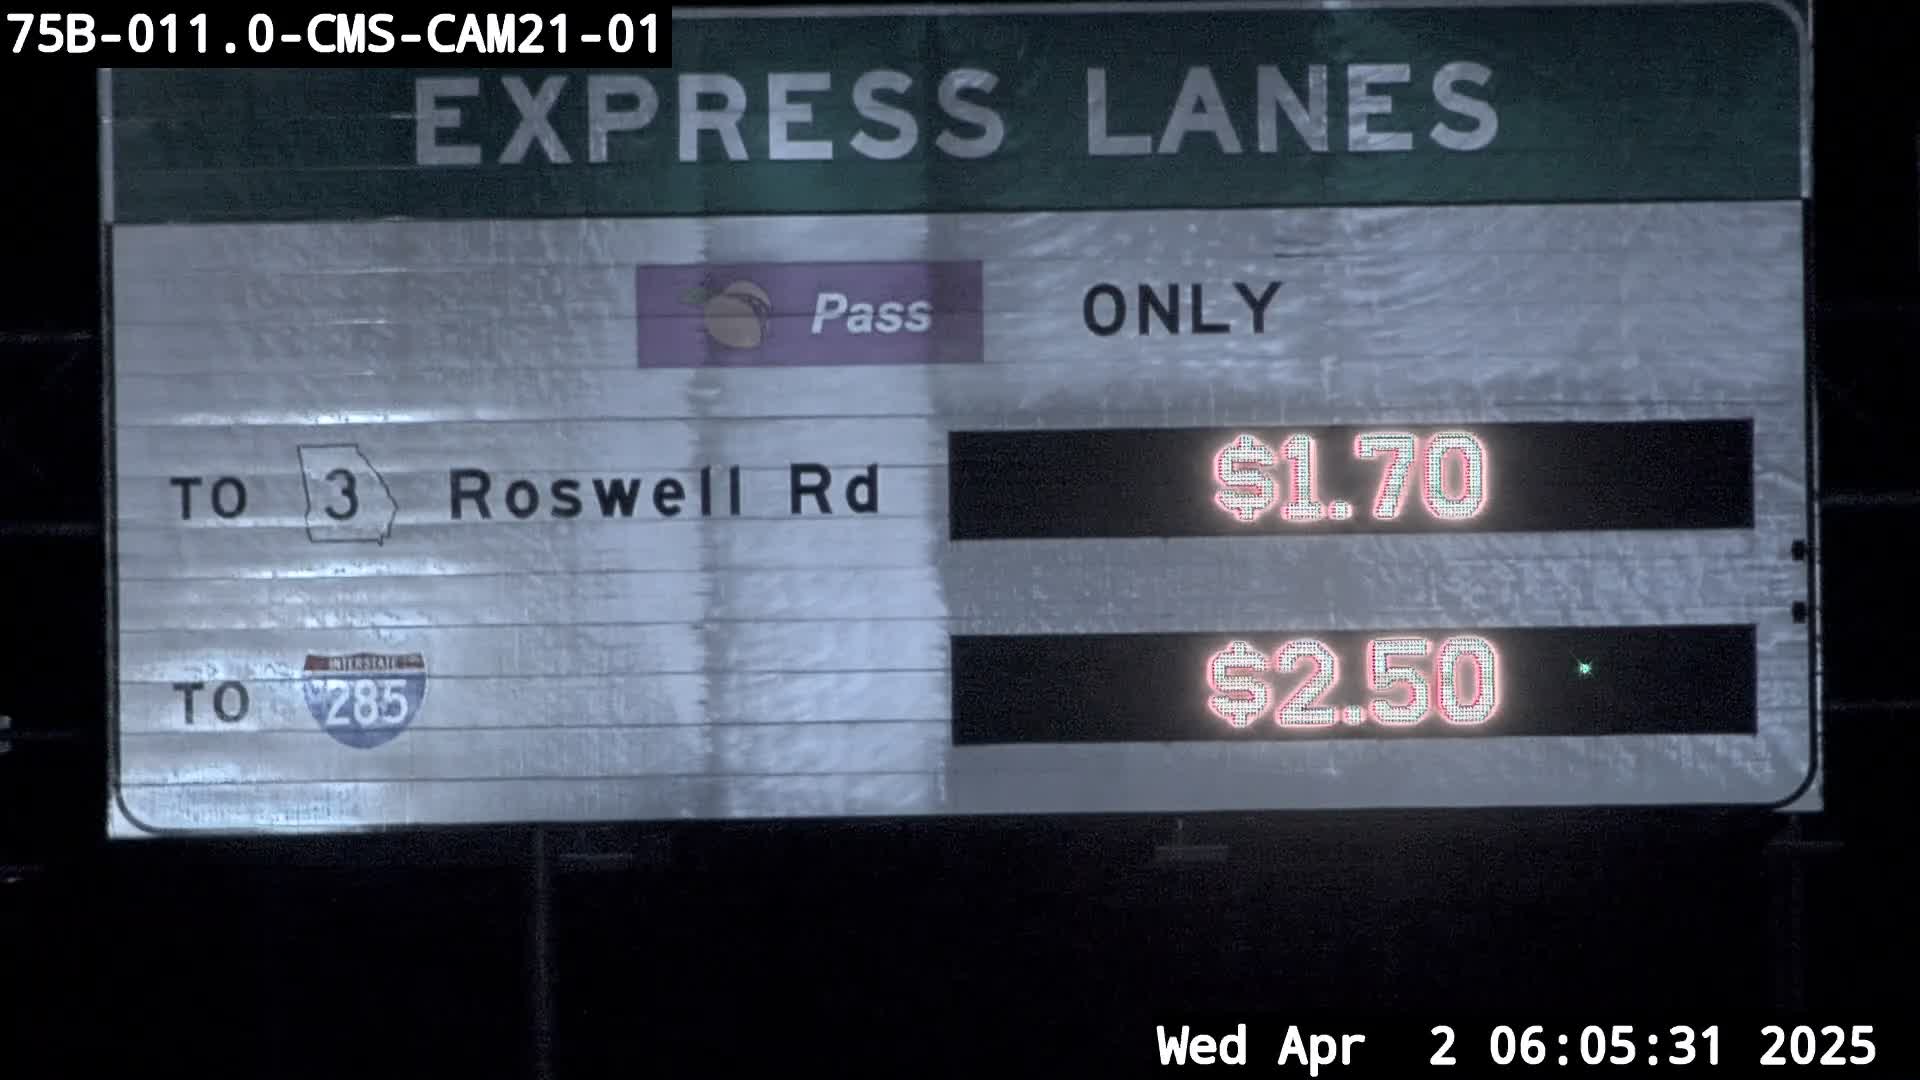 75B-011.0-CMS-CAM21-01
EXPRESS LANES
Pass ONLY
TO 3 Roswell Rd $1.70
TO INTERSTATE 285 $2.50
Wed Apr 2 06:05:31 2025